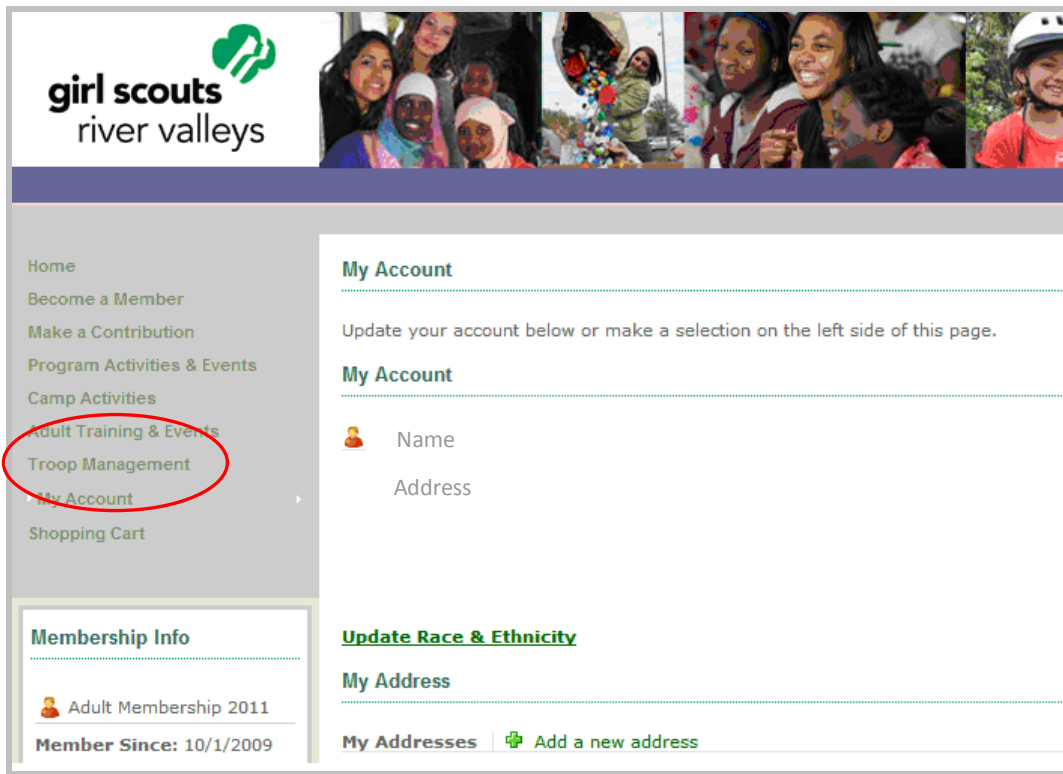 girl scouts
river valleys
Home
Become a Member
Make a Contribution
Program Activities & Events
Camp Activities
Adult Training & Events
Troop Management
My Account
Shopping Cart
Membership Info
Adult Membership 2011
Member Since: 10/1/2009
My Account
Update your account below or make a selection on the left side of this page.
My Account
Name
Address
Update Race & Ethnicity
My Address
My Addresses Add a new address